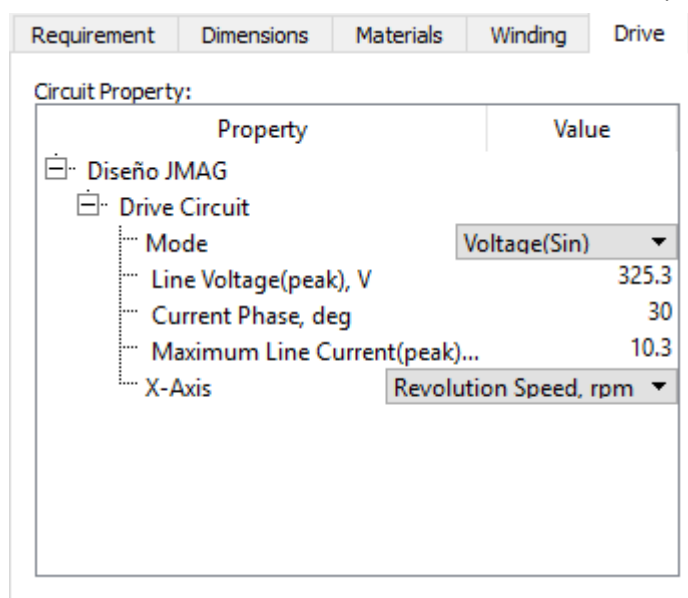 Requirement Dimensions Materials Winding Drive
Circuit Property:
Property Value
Diseño JMAG
Drive Circuit
Mode Voltage(Sin)
Line Voltage(peak), V 325.3
Current Phase, deg 30
Maximum Line Current(peak)... 10.3
X-Axis Revolution Speed, rpm